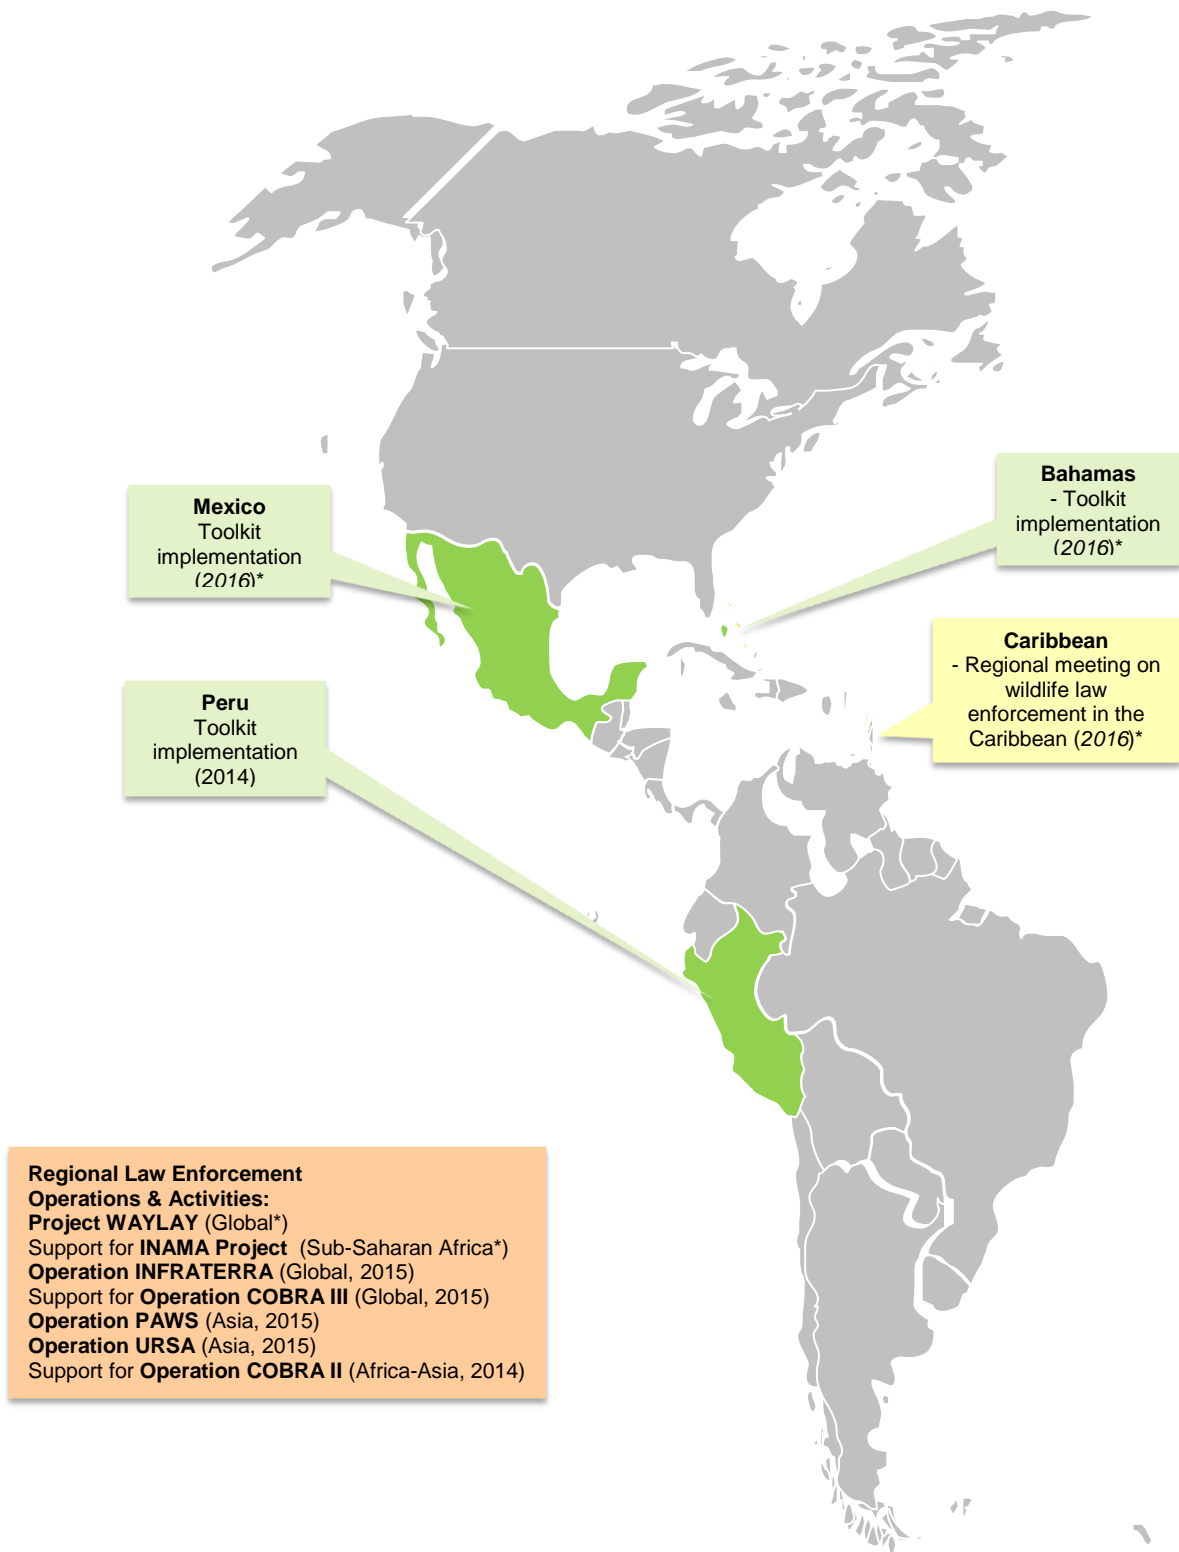 Mexico
Toolkit
implementation
(2016)*
Bahamas
- Toolkit
implementation
(2016)*
Caribbean
- Regional meeting on
wildlife law
enforcement in the
Caribbean (2016)*
Peru
Toolkit
implementation
(2014)
Regional Law Enforcement
Operations & Activities:
Project WAYLAY (Global*)
Support for INAMA Project (Sub-Saharan Africa*)
Operation INFRATERRA (Global, 2015)
Support for Operation COBRA III (Global, 2015)
Operation PAWS (Asia, 2015)
Operation URSA (Asia, 2015)
Support for Operation COBRA II (Africa-Asia, 2014)